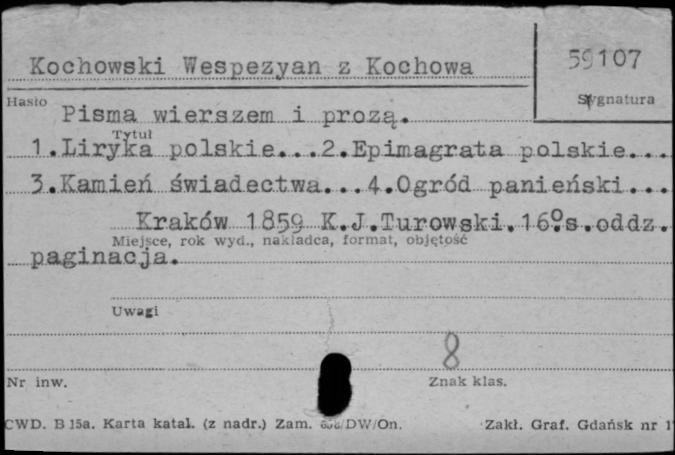 Kochowski Wespezyan z Kochowa
59107
Hasło
Sygnatura
Pisma wierszem i prozą.
Tytuł
1.Liryka polskie...2.Epimagrata polskie...
3.Kamień świadectwa...4.Ogród panieński...
Kraków 1859 K.J.Turowski.16°.s.oddz.
Miejsce, rok wyd., nakładca, format, objętość
paginacja.
Uwagi
8
Nr inw.
Znak klas.
CWD. B 15a. Karta katal. (z nadr.) Zam. /DW/On.
Zakł. Graf. Gdańsk nr 1